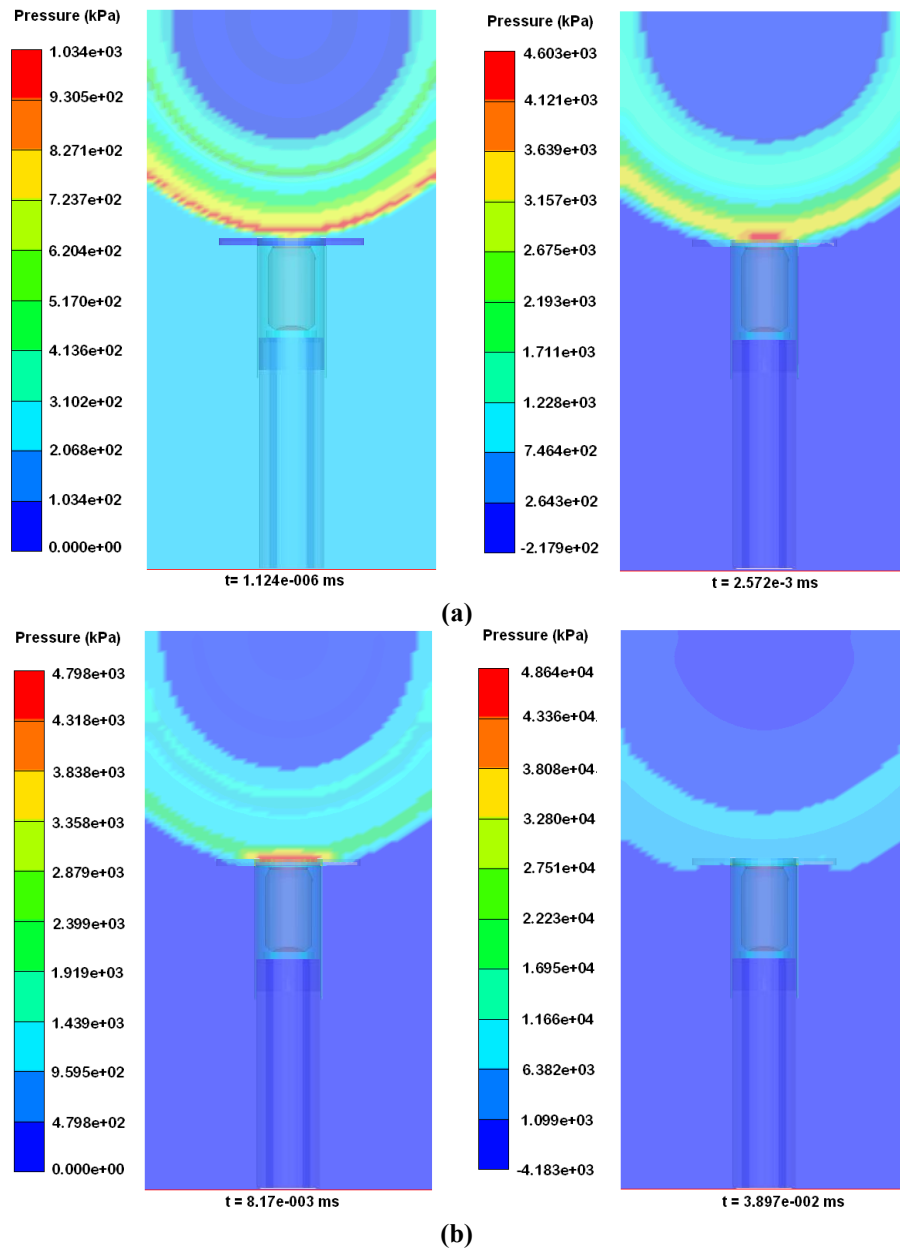 Pressure (kPa)
1.034e+03
9.305e+02
8.271e+02
7.237e+02
6.204e+02
5.170e+02
4.136e+02
3.102e+02
2.068e+02
1.034e+02
0.000e+00
t= 1.124e-006 ms
Pressure (kPa)
4.603e+03
4.121e+03
3.639e+03
3.157e+03
2.675e+03
2.193e+03
1.711e+03
1.228e+03
7.464e+02
2.643e+02
-2.179e+02
t = 2.572e-3 ms
(a)
Pressure (kPa)
4.798e+03
4.318e+03
3.838e+03
3.358e+03
2.879e+03
2.399e+03
1.919e+03
1.439e+03
9.595e+02
4.798e+02
0.000e+00
t = 8.17e-003 ms
Pressure (kPa)
4.864e+04
4.336e+04
3.808e+04
3.280e+04
2.751e+04
2.223e+04
1.695e+04
1.166e+04
6.382e+03
1.099e+03
-4.183e+03
t = 3.897e-002 ms
(b)